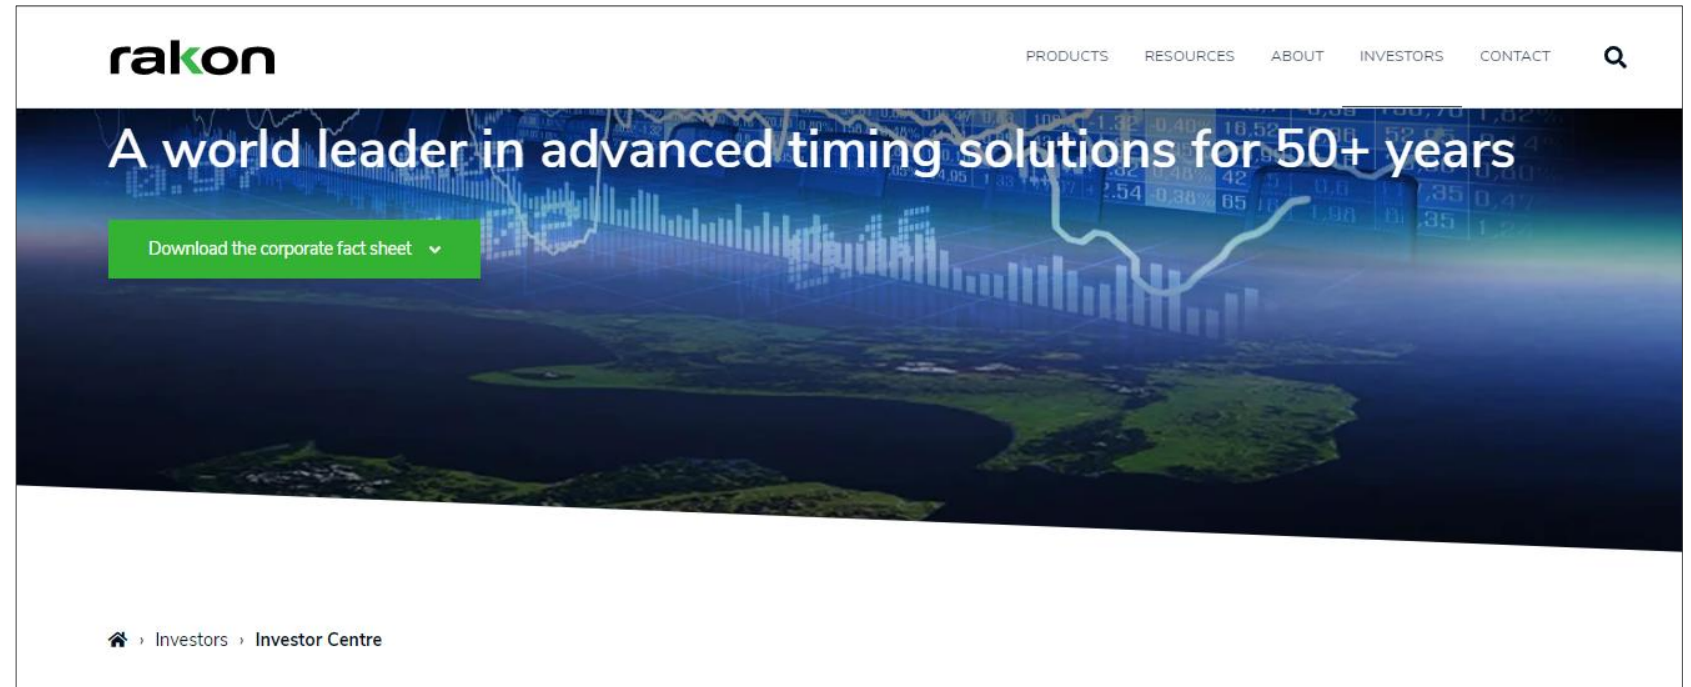 rakon
PRODUCTS RESOURCES ABOUT INVESTORS CONTACT
A world leader in advanced timing solutions for 50+ years
Download the corporate fact sheet
› Investors › Investor Centre